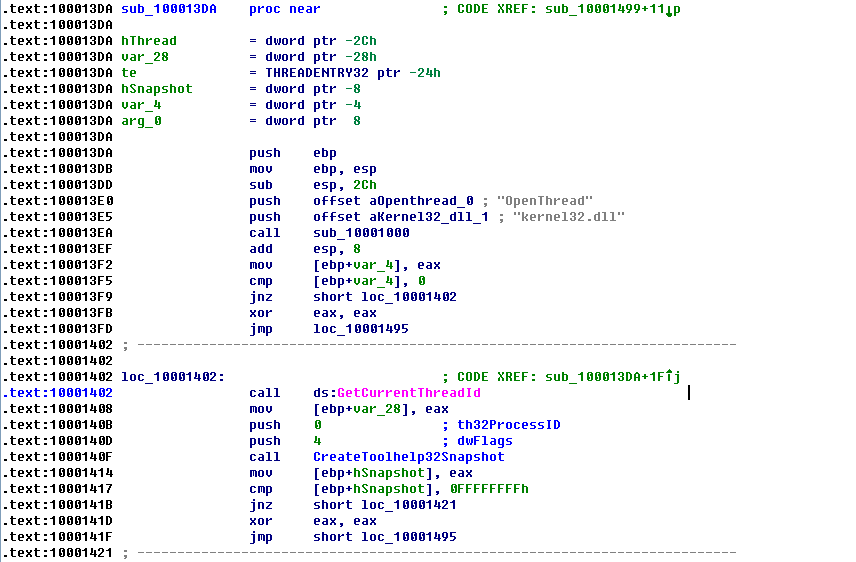 .text:100013DA sub_100013DA    proc near               ; CODE XREF: sub_10001499+11↓p
.text:100013DA
.text:100013DA hThread         = dword ptr -2Ch
.text:100013DA var_28          = dword ptr -28h
.text:100013DA te              = THREADENTRY32 ptr -24h
.text:100013DA hSnapshot       = dword ptr -8
.text:100013DA var_4           = dword ptr -4
.text:100013DA arg_0           = dword ptr  8
.text:100013DA
.text:100013DA                 push    ebp
.text:100013DB                 mov     ebp, esp
.text:100013DD                 sub     esp, 2Ch
.text:100013E0                 push    offset aOpenthread_0 ; "OpenThread"
.text:100013E5                 push    offset aKernel32_dll_1 ; "kernel32.dll"
.text:100013EA                 call    sub_10001000
.text:100013EF                 add     esp, 8
.text:100013F2                 mov     [ebp+var_4], eax
.text:100013F5                 cmp     [ebp+var_4], 0
.text:100013F9                 jnz     short loc_10001402
.text:100013FB                 xor     eax, eax
.text:100013FD                 jmp     loc_10001495
.text:10001402 ; ---------------------------------------------------------------------------
.text:10001402
.text:10001402 loc_10001402:                           ; CODE XREF: sub_100013DA+1F↑j
.text:10001402                 call    ds:GetCurrentThreadId
.text:10001408                 mov     [ebp+var_28], eax
.text:1000140B                 push    0               ; th32ProcessID
.text:1000140D                 push    4               ; dwFlags
.text:1000140F                 call    CreateToolhelp32Snapshot
.text:10001414                 mov     [ebp+hSnapshot], eax
.text:10001417                 cmp     [ebp+hSnapshot], 0FFFFFFFFh
.text:1000141B                 jnz     short loc_10001421
.text:1000141D                 xor     eax, eax
.text:1000141F                 jmp     short loc_10001495
.text:10001421 ; ---------------------------------------------------------------------------